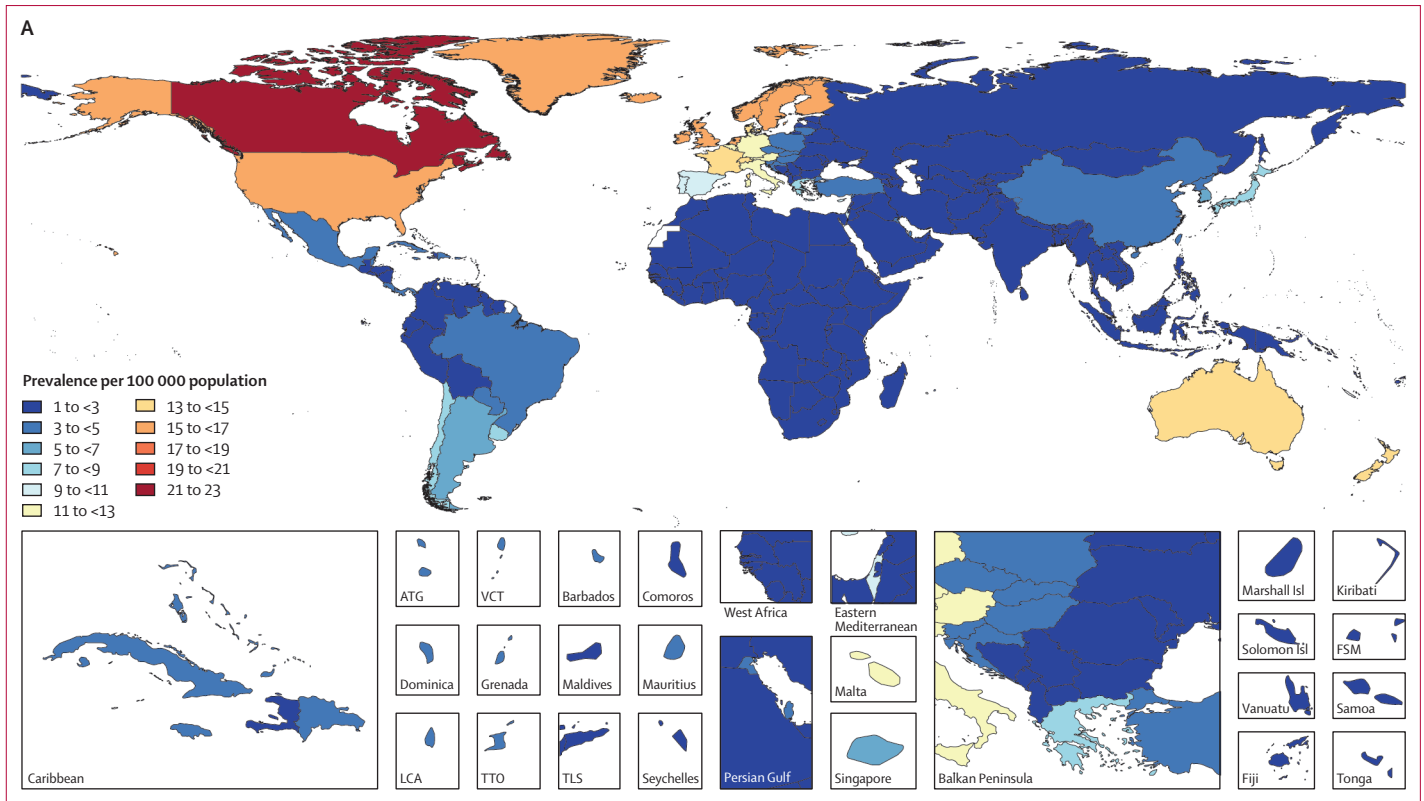 A
Prevalence per 100 000 population
1 to <3
3 to <5
5 to <7
7 to <9
9 to <11
11 to <13
13 to <15
15 to <17
17 to <19
19 to <21
21 to 23
Caribbean
ATG
VCT
Barbados
Comoros
West Africa
Eastern
Mediterranean
Dominica
Grenada
Maldives
Mauritius
Malta
LCA
TTO
TLS
Seychelles
Persian Gulf
Singapore
Balkan Peninsula
Marshall Isl
Kiribati
Solomon Isl
FSM
Vanuatu
Samoa
Fiji
Tonga